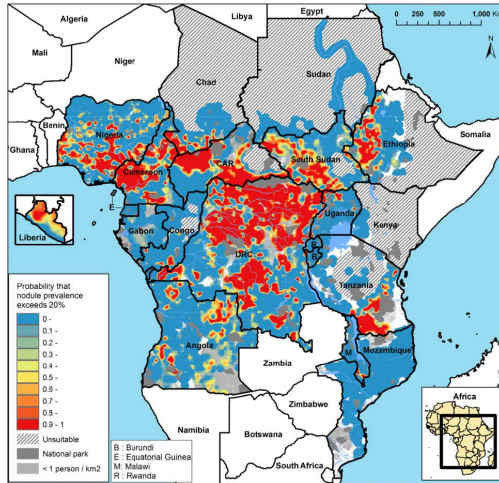 Algeria
Libya
Egypt
0 500 1,000 Km
N
Mali
Niger
Chad
Sudan
Benin
Nigeria
Ghana
Somalia
Ethiopia
CAR
South Sudan
Cameroon
E
Liberia
Gabon
Congo
Uganda
Kenya
DRC
R
B
Tanzania
Probability that
nodule prevalence
exceeds 20%
0 -
0.1 -
0.2 -
0.3 -
0.4 -
0.5 -
0.6 -
0.7 -
0.8 -
0.9 - 1
Unsuitable
National park
< 1 person / km2
Angola
Zambia
M
Mozambique
Zimbabwe
Namibia
Botswana
South Africa
B : Burundi
E : Equatorial Guinea
M: Malawi
R : Rwanda
Africa